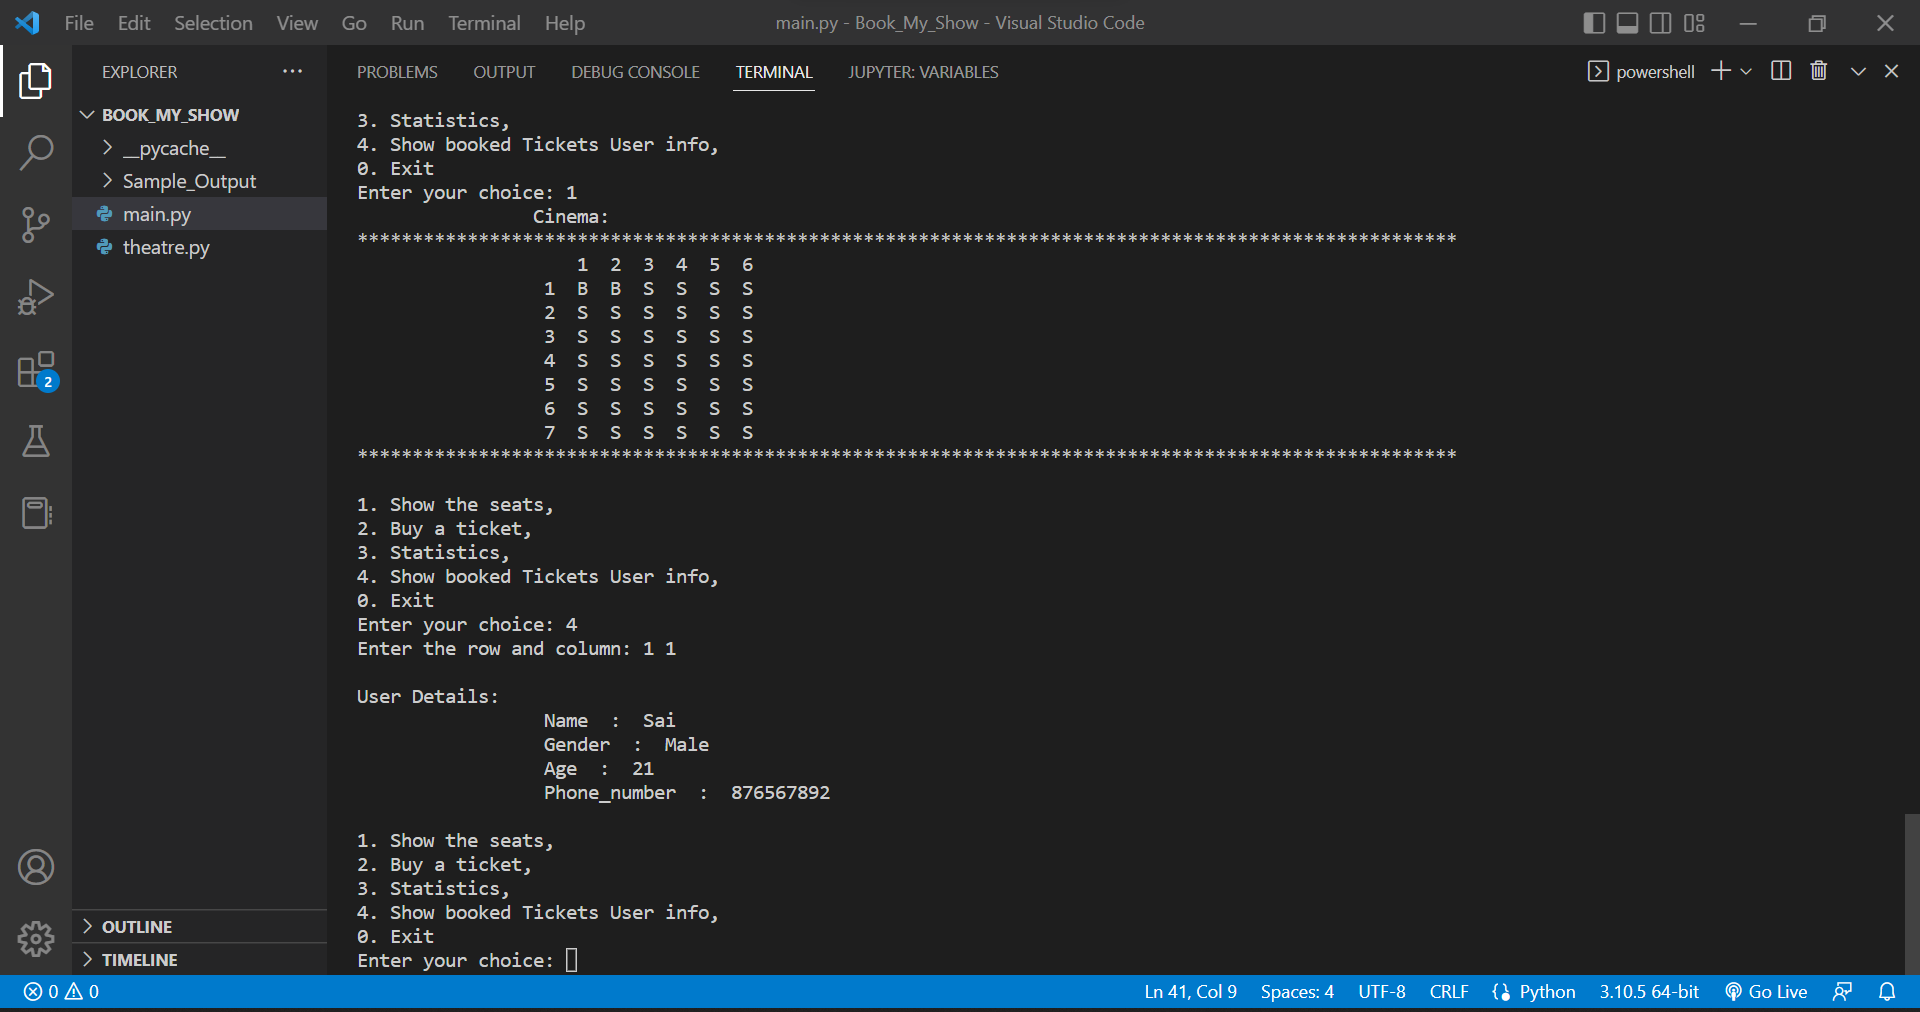 File Edit Selection View Go Run Terminal Help main.py - Book_My_Show - Visual Studio Code
EXPLORER
BOOK_MY_SHOW
__pycache__
Sample_Output
main.py
theatre.py
2
OUTLINE
TIMELINE
PROBLEMS OUTPUT DEBUG CONSOLE TERMINAL JUPYTER: VARIABLES powershell
3. Statistics,
4. Show booked Tickets User info,
0. Exit
Enter your choice: 1
Cinema:
****************************************************************************************************
1 2 3 4 5 6
1 B B S S S S
2 S S S S S S
3 S S S S S S
4 S S S S S S
5 S S S S S S
6 S S S S S S
7 S S S S S S
****************************************************************************************************
1. Show the seats,
2. Buy a ticket,
3. Statistics,
4. Show booked Tickets User info,
0. Exit
Enter your choice: 4
Enter the row and column: 1 1
User Details:
Name : Sai
Gender : Male
Age : 21
Phone_number : 876567892
1. Show the seats,
2. Buy a ticket,
3. Statistics,
4. Show booked Tickets User info,
0. Exit
Enter your choice:
0 0 Ln 41, Col 9 Spaces: 4 UTF-8 CRLF Python 3.10.5 64-bit Go Live